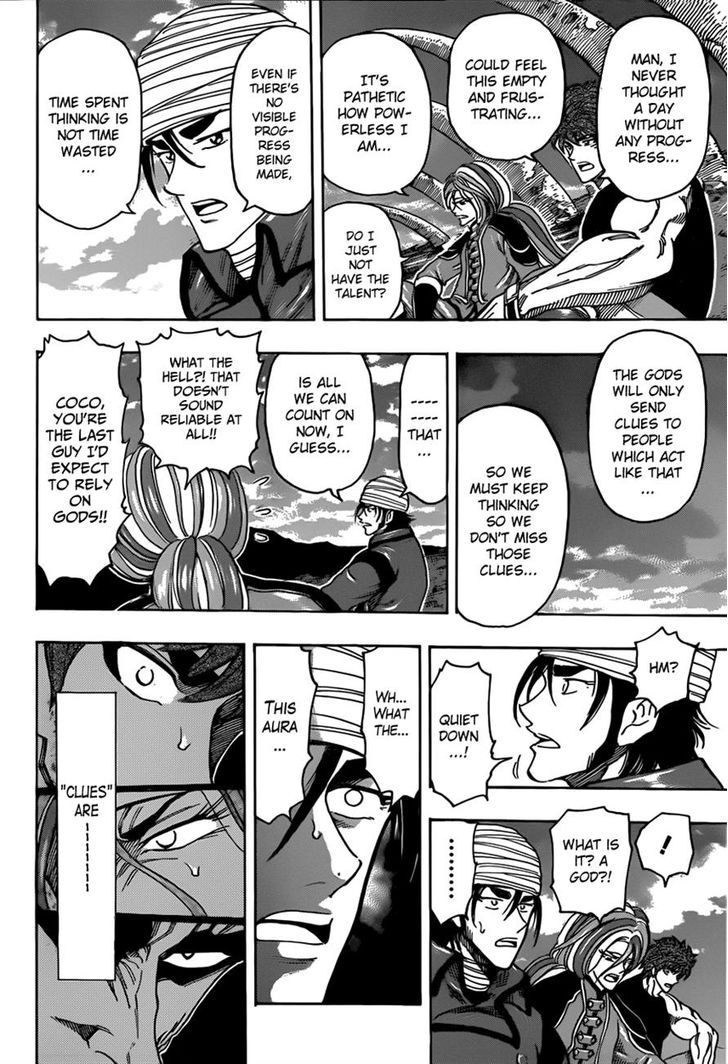 MAN, I
NEVER
THOUGHT
A DAY
WITHOUT
ANY PROG-
RESS...
COULD FEEL
THIS EMPTY
AND FRUS-
TRATING...
IT'S
PATHETIC
HOW POW-
ERLESS I
AM...
DO I
JUST
NOT
HAVE THE
TALENT?
EVEN IF
THERE'S
NO
VISIBLE
PROG-
RESS
BEING
MADE,
TIME SPENT
THINKING IS
NOT TIME
WASTED
...
THE GODS
WILL ONLY
SEND
CLUES TO
PEOPLE
WHICH ACT
LIKE THAT
...
SO WE
MUST KEEP
THINKING
SO WE
DON'T MISS
THOSE
CLUES...
----
----
THAT
...
IS ALL
WE CAN
COUNT ON
NOW, I
GUESS...
WHAT THE
HELL?! THAT
DOESN'T
SOUND
RELIABLE AT
ALL!!
COCO,
YOU'RE
THE LAST
GUY I'D
EXPECT
TO RELY
ON
GODS!!
HM?
QUIET
DOWN
...!
!
WHAT IS
IT? A
GOD?!
......
WH...
WHAT
THE...
THIS
AURA
...
"CLUES"
ARE
------